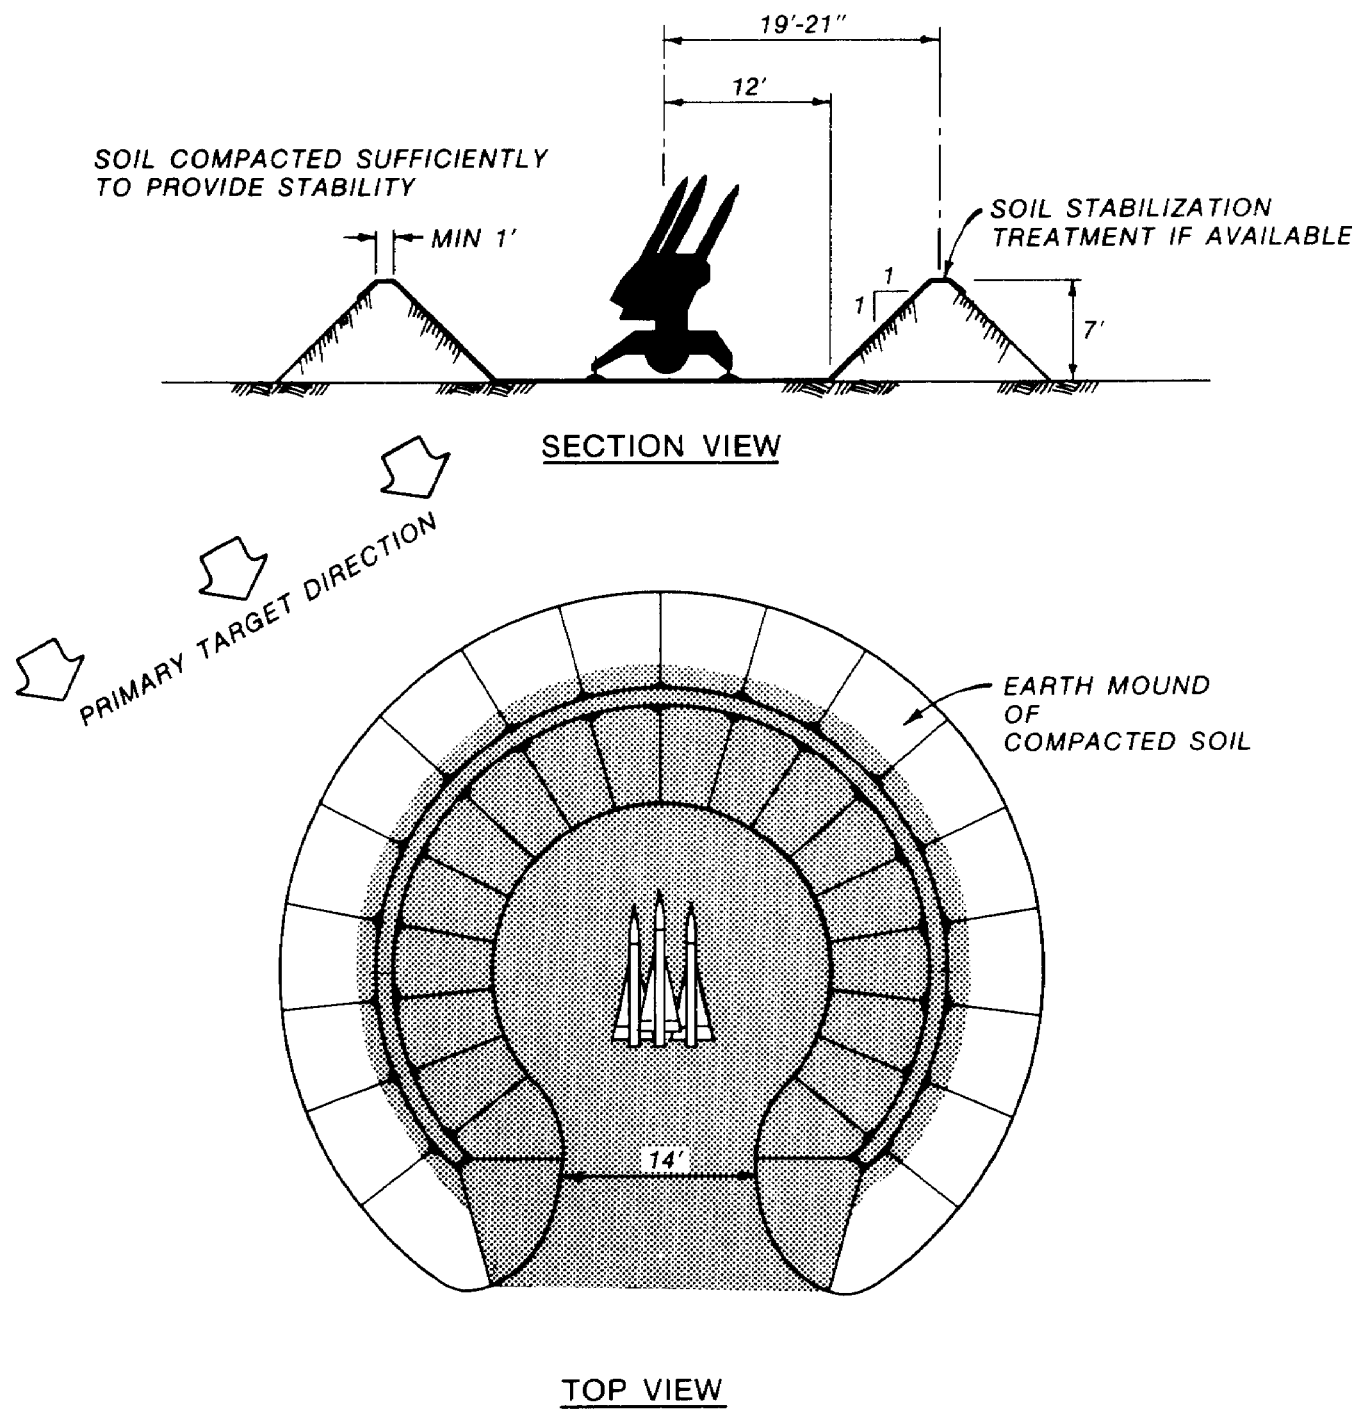 19'-21"
12'
SOIL COMPACTED SUFFICIENTLY
TO PROVIDE STABILITY
MIN 1'
SOIL STABILIZATION
TREATMENT IF AVAILABLE
1
1
7'
SECTION VIEW
PRIMARY TARGET DIRECTION
EARTH MOUND
OF
COMPACTED SOIL
14'
TOP VIEW